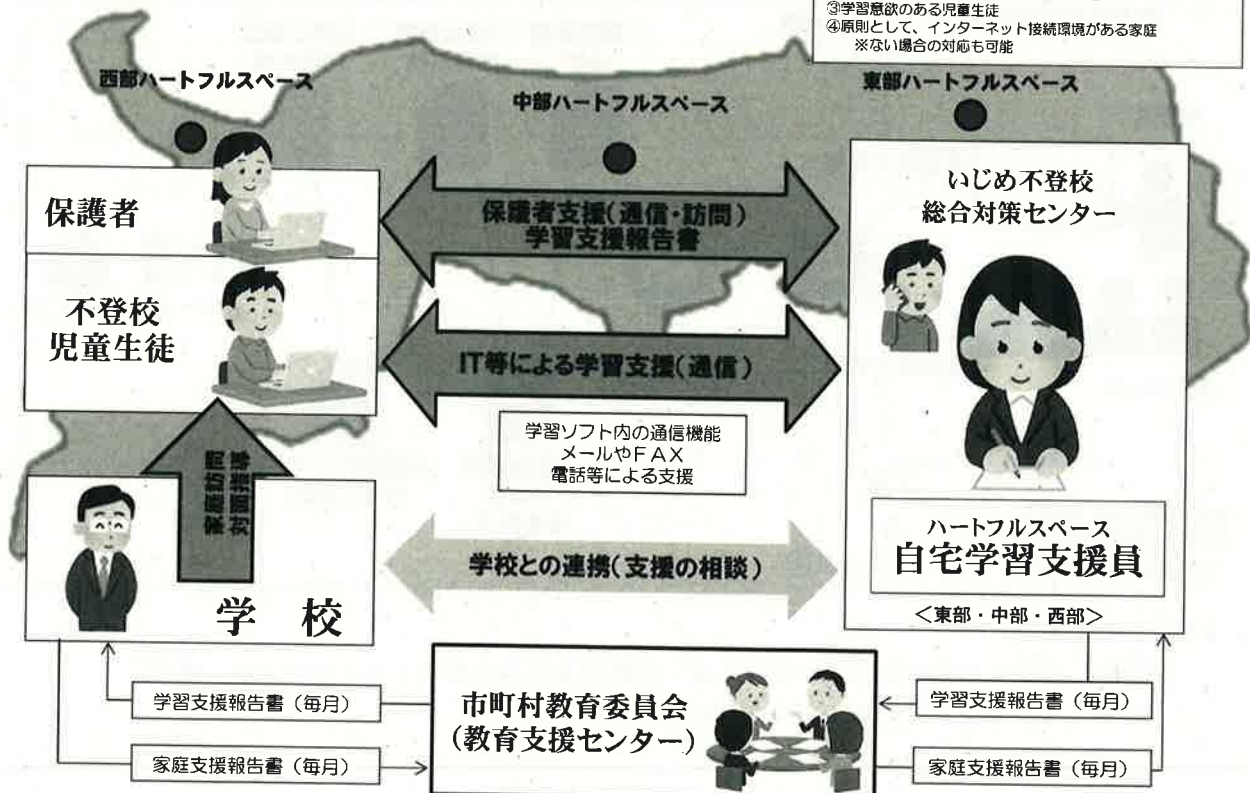 ③学習意欲のある児童生徒
④原則として、インターネット接続環境がある家庭
※ない場合の対応も可能
西部ハートフルスペース
中部ハートフルスペース
東部ハートフルスペース
保護者
不登校
児童生徒
保護者支援(通信・訪問)
学習支援報告書
IT等による学習支援(通信)
学習ソフト内の通信機能
メールやFAX
電話等による支援
いじめ不登校
総合対策センター
ハートフルスペース
自宅学習支援員
<東部・中部・西部>
家庭訪問
対面指導
学校
学校との連携(支援の相談)
学習支援報告書(毎月)
家庭支援報告書(毎月)
市町村教育委員会
(教育支援センター)
学習支援報告書(毎月)
家庭支援報告書(毎月)